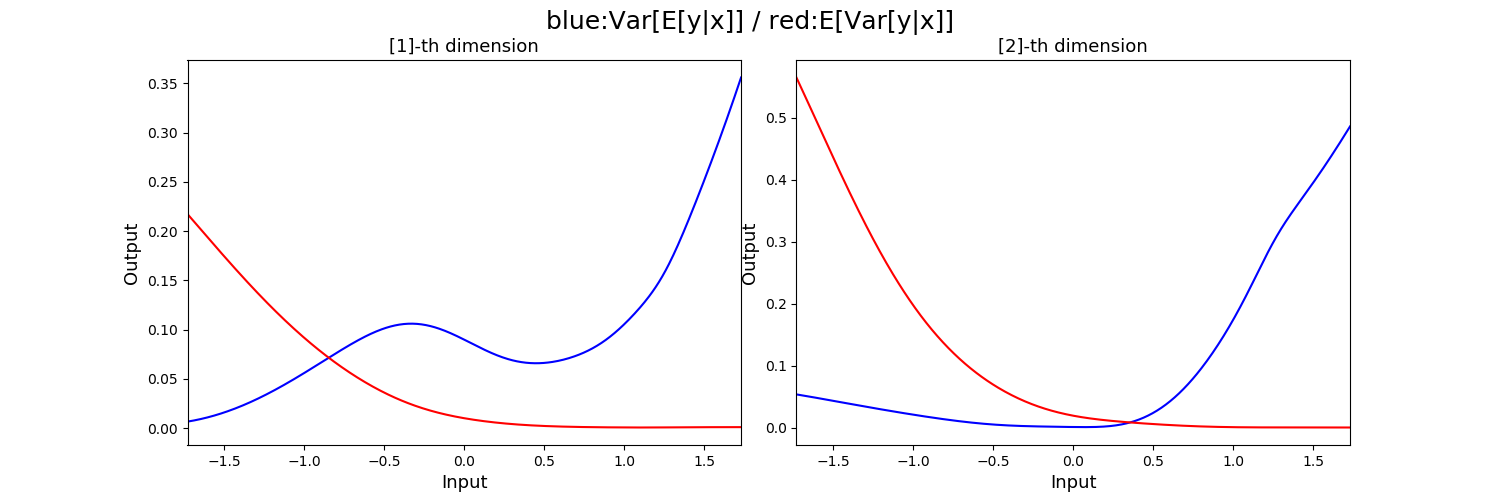 blue:Var[E[y|x]] / red:E[Var[y|x]]
[1]-th dimension
0.35
0.30
0.25
0.20
0.15
0.10
0.05
0.00
Output
−1.5 −1.0 −0.5 0.0 0.5 1.0 1.5
Input
[2]-th dimension
0.5
0.4
0.3
0.2
0.1
0.0
Output
−1.5 −1.0 −0.5 0.0 0.5 1.0 1.5
Input